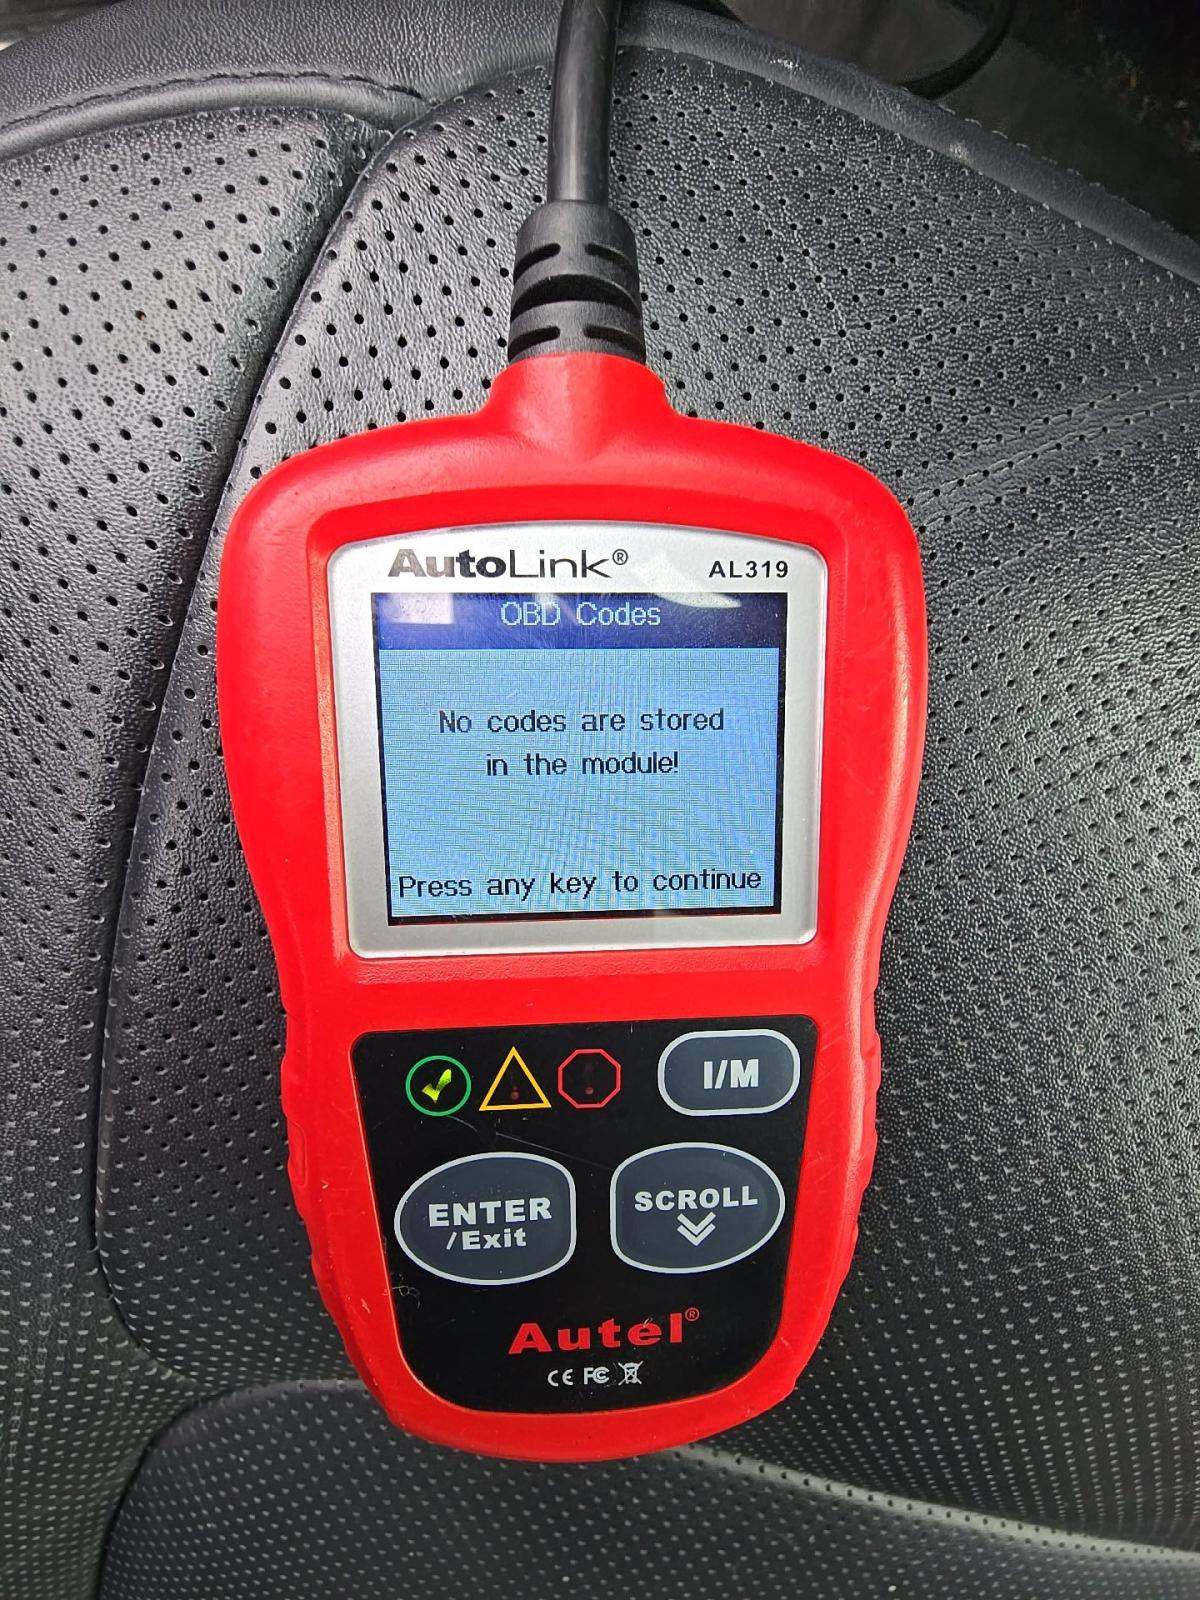 AutoLink® AL319
OBD Codes
No codes are stored
in the module!
Press any key to continue
I/M
ENTER
/Exit
SCROLL
Autel®
CE FC